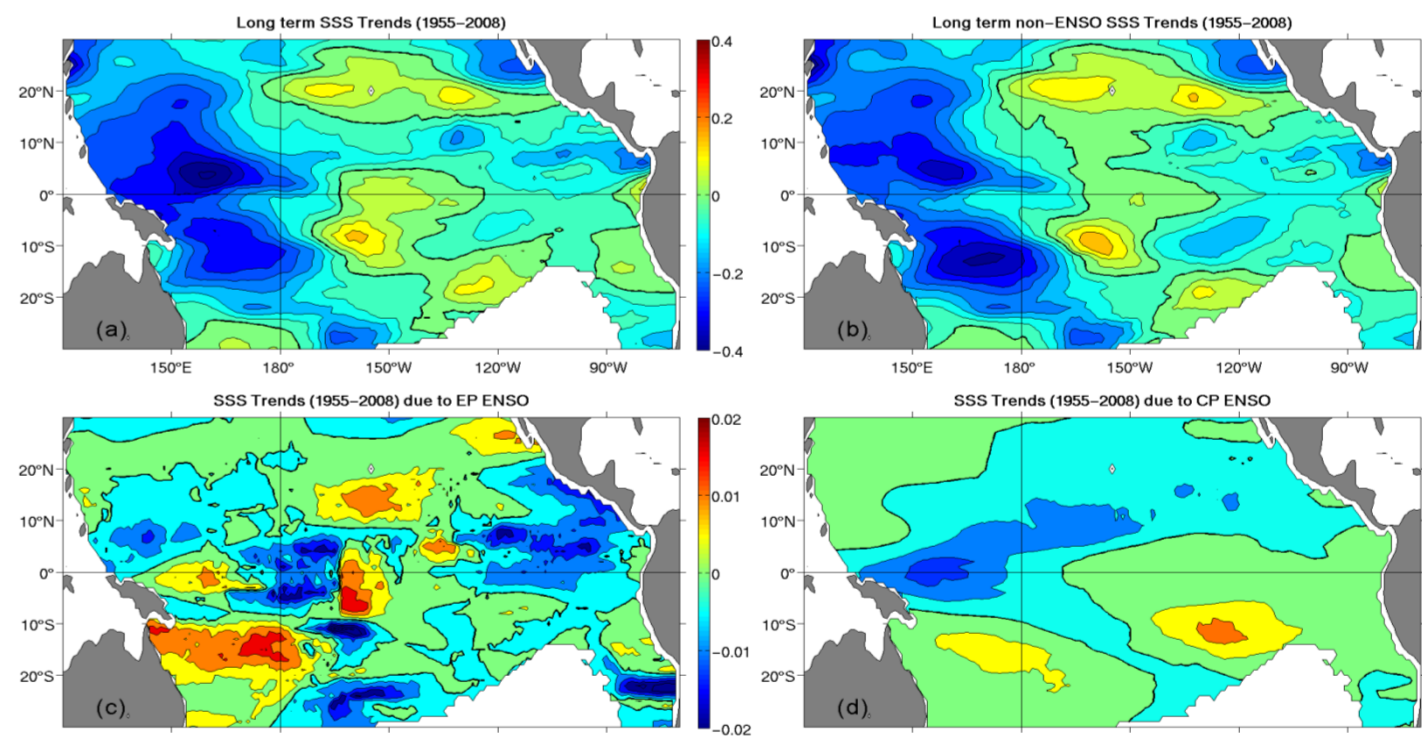 Long term SSS Trends (1955–2008)
Long term non–ENSO SSS Trends (1955–2008)
20°N
10°N
0°
10°S
20°S
(a)
150°E
180°W
150°W
120°W
90°W
0.4
0.2
0
−0.2
−0.4
20°N
10°N
0°
10°S
20°S
(b)
150°E
180°W
150°W
120°W
90°W
SSS Trends (1955–2008) due to EP ENSO
SSS Trends (1955–2008) due to CP ENSO
20°N
10°N
0°
10°S
20°S
(c)
0.02
0.01
0
−0.01
−0.02
20°N
10°N
0°
10°S
20°S
(d)